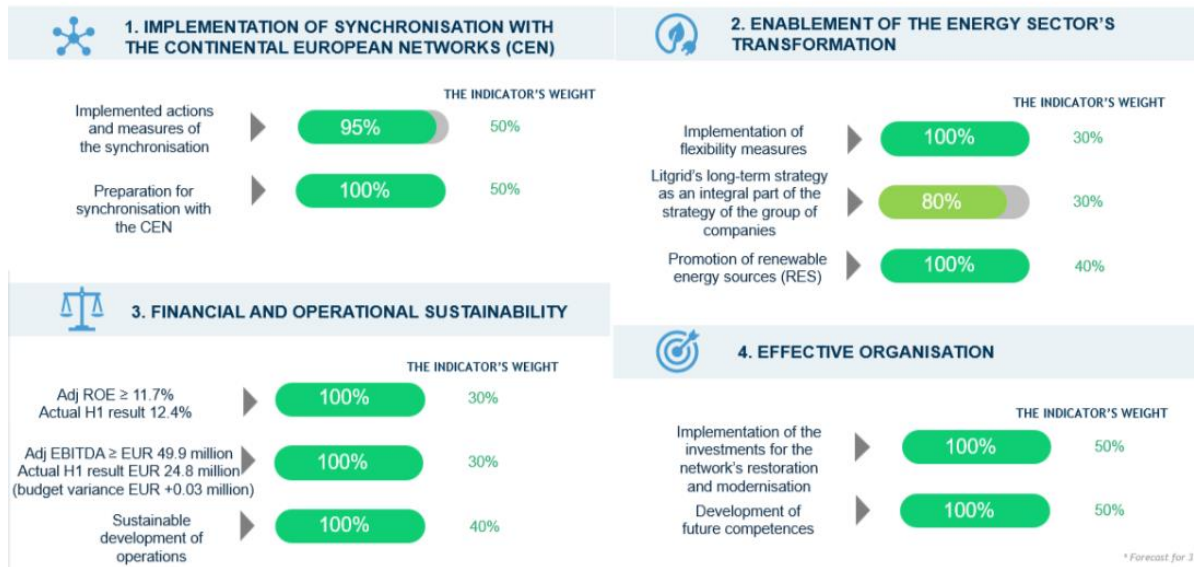 1. IMPLEMENTATION OF SYNCHRONISATION WITH
THE CONTINENTAL EUROPEAN NETWORKS (CEN)
THE INDICATOR'S WEIGHT
Implemented actions
and measures of
the synchronisation
95%
50%
Preparation for
synchronisation with
the CEN
100%
50%
2. ENABLEMENT OF THE ENERGY SECTOR'S
TRANSFORMATION
THE INDICATOR'S WEIGHT
Implementation of
flexibility measures
100%
30%
Litgrid's long-term strategy
as an integral part of the
strategy of the group of
companies
80%
30%
Promotion of renewable
energy sources (RES)
100%
40%
3. FINANCIAL AND OPERATIONAL SUSTAINABILITY
THE INDICATOR'S WEIGHT
Adj ROE ≥ 11.7%
Actual H1 result 12.4%
100%
30%
Adj EBITDA ≥ EUR 49.9 million
Actual H1 result EUR 24.8 million
(budget variance EUR +0.03 million)
100%
30%
Sustainable
development of
operations
100%
40%
4. EFFECTIVE ORGANISATION
THE INDICATOR'S WEIGHT
Implementation of the
investments for the
network's restoration
and modernisation
100%
50%
Development of
future competences
100%
50%
* Forecast for 3